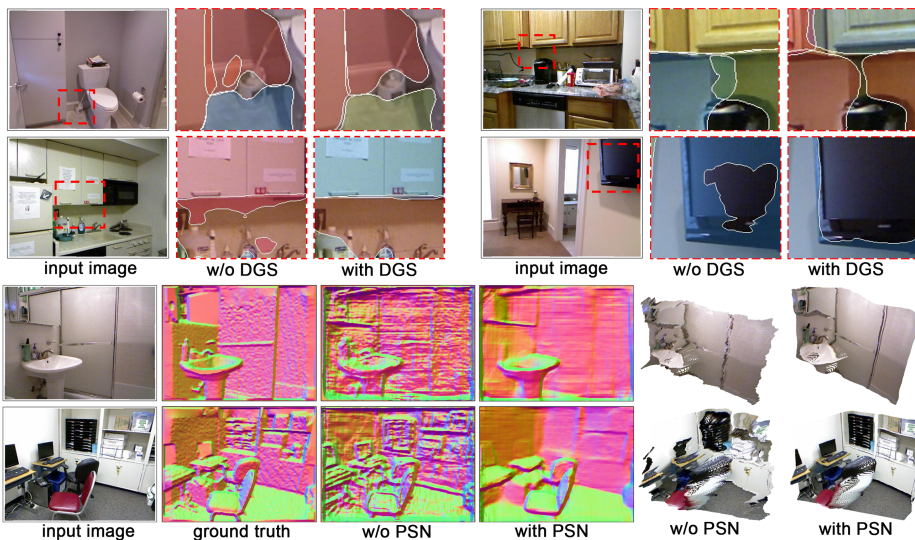 input image w/o DGS with DGS input image w/o DGS with DGS
input image ground truth w/o PSN with PSN w/o PSN with PSN